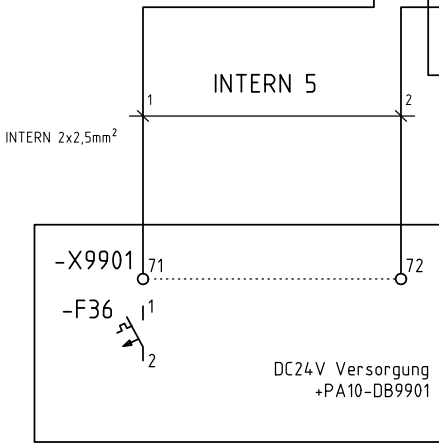 INTERN 5
1
2
INTERN 2x2,5mm²
-X9901
71
72
-F36
1
2
DC24V Versorgung
+PA10-DB9901